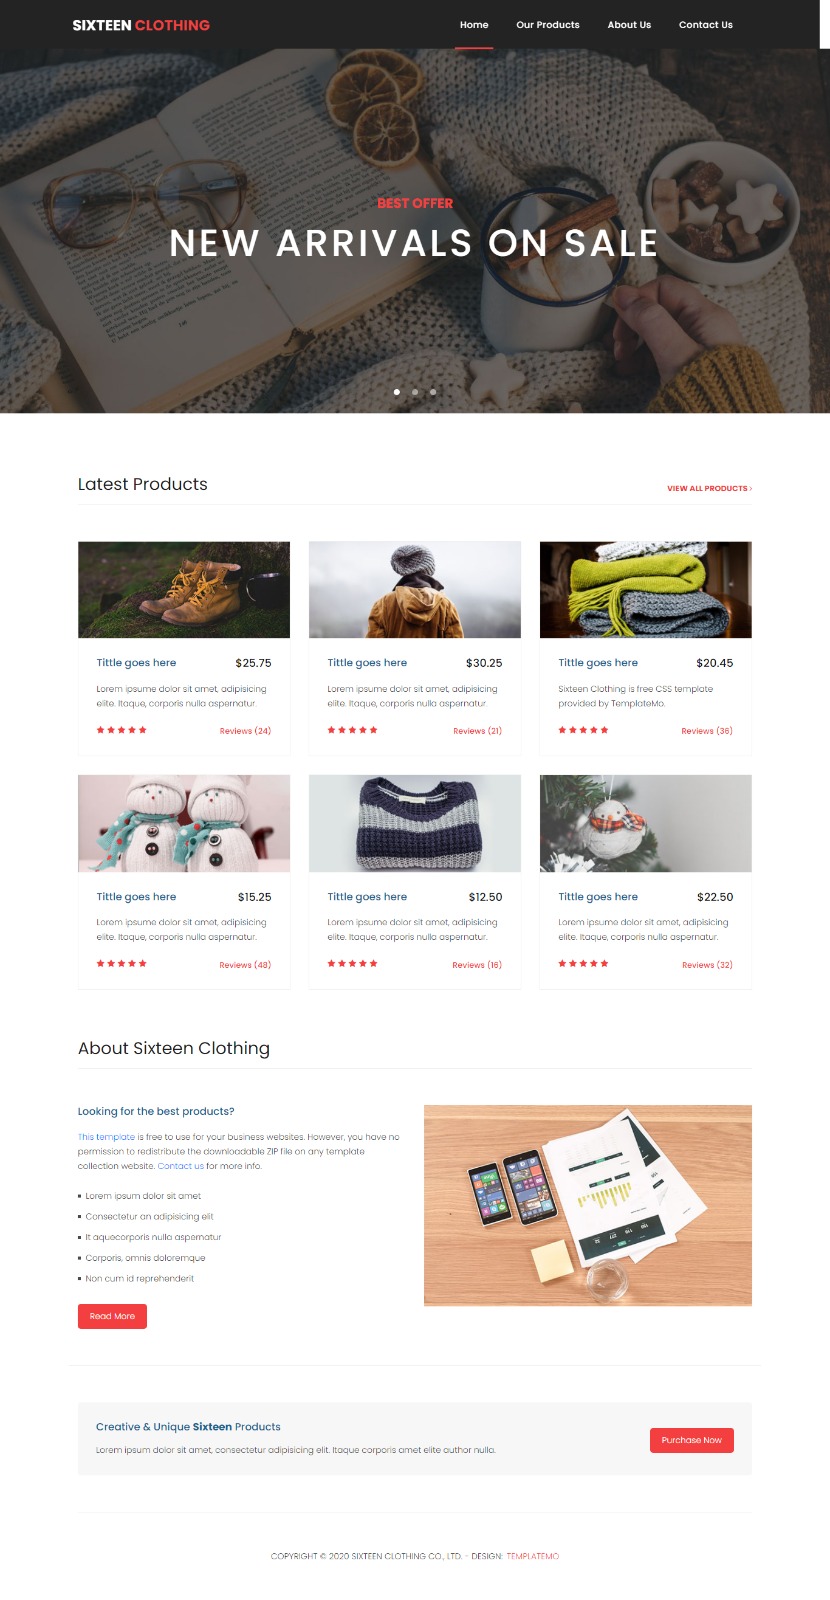 SIXTEEN CLOTHING
Home Our Products About Us Contact Us
BEST OFFER
NEW ARRIVALS ON SALE
Latest Products
VIEW ALL PRODUCTS ›
Tittle goes here $25.75
Lorem ipsume dolor sit amet, adipisicing
elite. Itaque, corporis nulla aspernatur.
Reviews (24)
Tittle goes here $30.25
Lorem ipsume dolor sit amet, adipisicing
elite. Itaque, corporis nulla aspernatur.
Reviews (21)
Tittle goes here $20.45
Sixteen Clothing is free CSS template
provided by TemplateMo.
Reviews (36)
Tittle goes here $15.25
Lorem ipsume dolor sit amet, adipisicing
elite. Itaque, corporis nulla aspernatur.
Reviews (48)
Tittle goes here $12.50
Lorem ipsume dolor sit amet, adipisicing
elite. Itaque, corporis nulla aspernatur.
Reviews (16)
Tittle goes here $22.50
Lorem ipsume dolor sit amet, adipisicing
elite. Itaque, corporis nulla aspernatur.
Reviews (32)
About Sixteen Clothing
Looking for the best products?
This template is free to use for your business websites. However, you have no
permission to redistribute the downloadable ZIP file on any template
collection website. Contact us for more info.
Lorem ipsum dolor sit amet
Consectetur an adipisicing elit
It aquecorporis nulla aspernatur
Corporis, omnis doloremque
Non cum id reprehenderit
Read More
Creative & Unique Sixteen Products
Lorem ipsum dolor sit amet, consectetur adipisicing elit. Itaque corporis amet elite author nulla.
Purchase Now
COPYRIGHT © 2020 SIXTEEN CLOTHING CO., LTD. - DESIGN: TEMPLATEMO